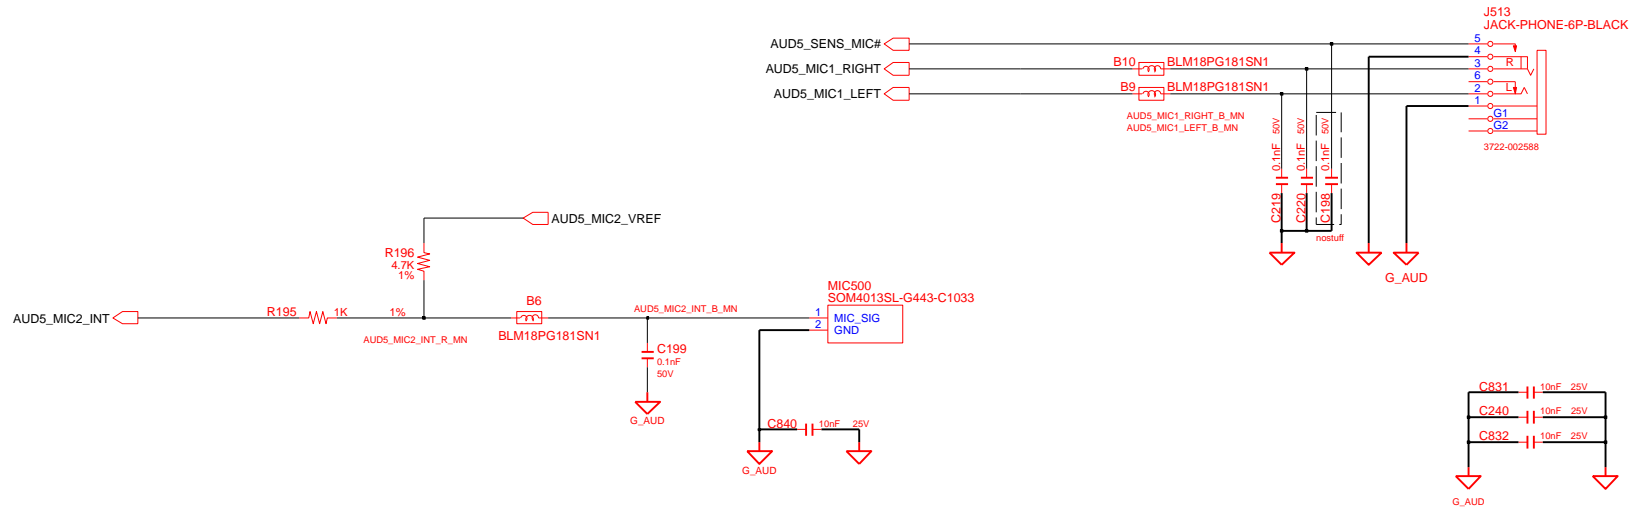 J513
JACK-PHONE-6P-BLACK
AUD5_SENS_MIC#
5
4
AUD5_MIC1_RIGHT
B10
BLM18PG181SN1
3
R
6
AUD5_MIC1_LEFT
B9
BLM18PG181SN1
2
L
1
AUD5_MIC1_RIGHT_B_MN
AUD5_MIC1_LEFT_B_MN
G1
G2
3722-002588
C219 0.1nF 50V
C220 0.1nF 50V
C198 0.1nF 50V
nostuff
G_AUD
AUD5_MIC2_VREF
R196
4.7K
1%
AUD5_MIC2_INT
R195
1K
1%
AUD5_MIC2_INT_R_MN
B6
BLM18PG181SN1
AUD5_MIC2_INT_B_MN
MIC500
SOM4013SL-G443-C1033
1
MIC_SIG
2
GND
C199
0.1nF
50V
G_AUD
C840
10nF
25V
G_AUD
C831
10nF
25V
C240
10nF
25V
C832
10nF
25V
G_AUD